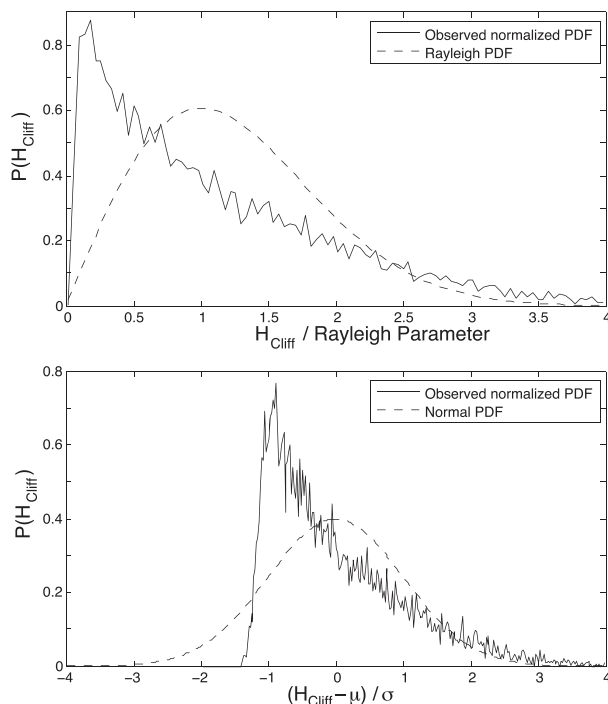 Observed normalized PDF
Rayleigh PDF
0.8
0.6
0.4
0.2
0
P(H_Cliff)
0 0.5 1 1.5 2 2.5 3 3.5 4
H_Cliff / Rayleigh Parameter
Observed normalized PDF
Normal PDF
0.8
0.6
0.4
0.2
0
P(H_Cliff)
−4 −3 −2 −1 0 1 2 3 4
(H_Cliff − μ) / σ